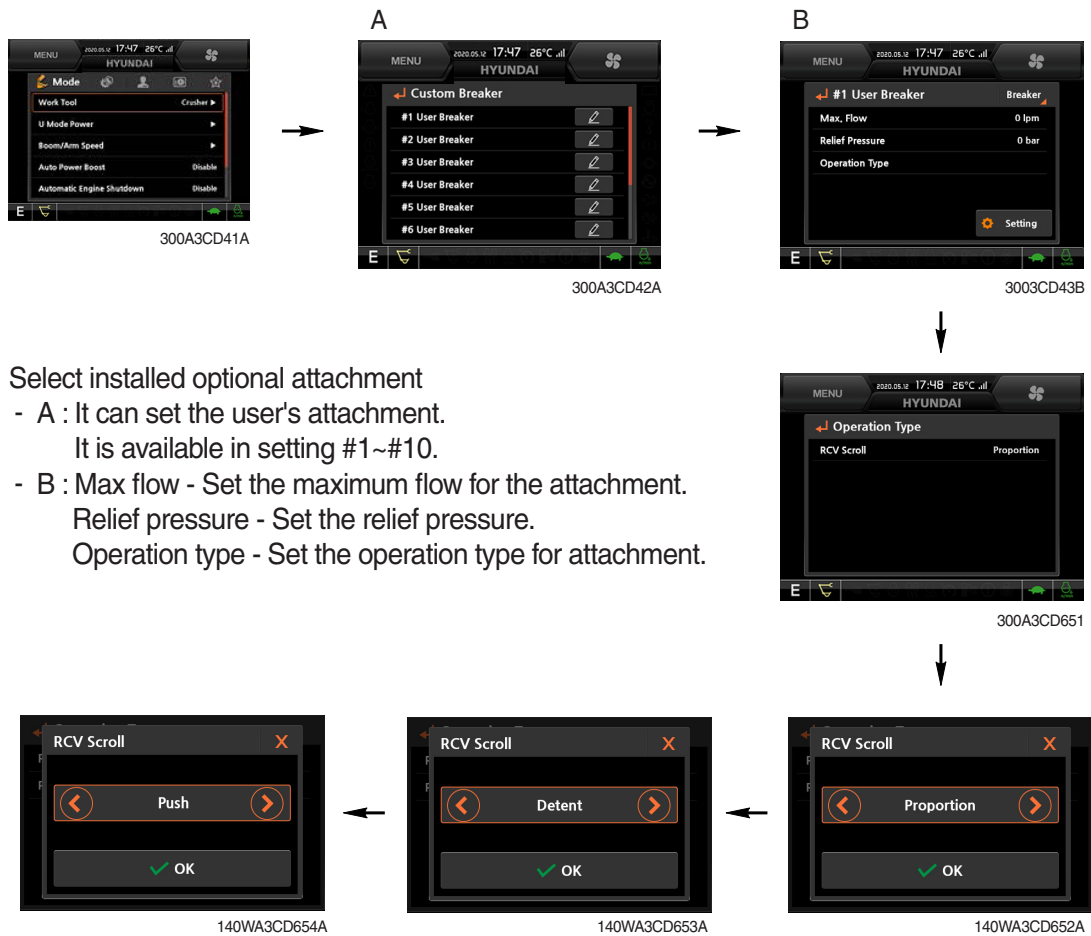 A
B
MENU
2020.05.12 17:47 26°C
HYUNDAI
Mode
Work Tool Crusher ▶
U Mode Power ▶
Boom/Arm Speed ▶
Auto Power Boost Disable
Automatic Engine Shutdown Disable
E
300A3CD41A
MENU
2020.05.12 17:47 26°C
HYUNDAI
Custom Breaker
#1 User Breaker
#2 User Breaker
#3 User Breaker
#4 User Breaker
#5 User Breaker
#6 User Breaker
E
300A3CD42A
MENU
2020.05.12 17:47 26°C
HYUNDAI
#1 User Breaker Breaker
Max. Flow 0 lpm
Relief Pressure 0 bar
Operation Type
Setting
E
3003CD43B
Select installed optional attachment
- A : It can set the user's attachment.
It is available in setting #1~#10.
- B : Max flow - Set the maximum flow for the attachment.
Relief pressure - Set the relief pressure.
Operation type - Set the operation type for attachment.
MENU
2020.05.12 17:48 26°C
HYUNDAI
Operation Type
RCV Scroll Proportion
E
300A3CD651
RCV Scroll X
Push
OK
140WA3CD654A
RCV Scroll X
Detent
OK
140WA3CD653A
RCV Scroll X
Proportion
OK
140WA3CD652A